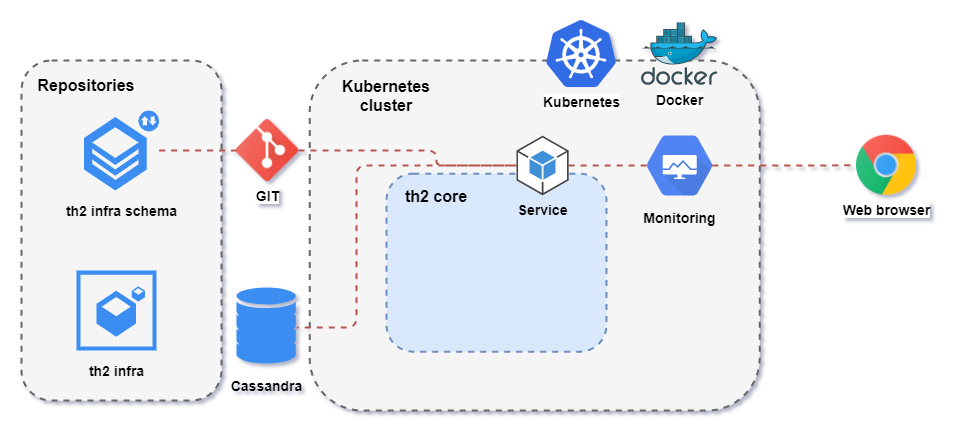 Repositories
th2 infra schema
th2 infra
GIT
Cassandra
Kubernetes
cluster
Kubernetes
docker
Docker
th2 core
Service
Monitoring
Web browser